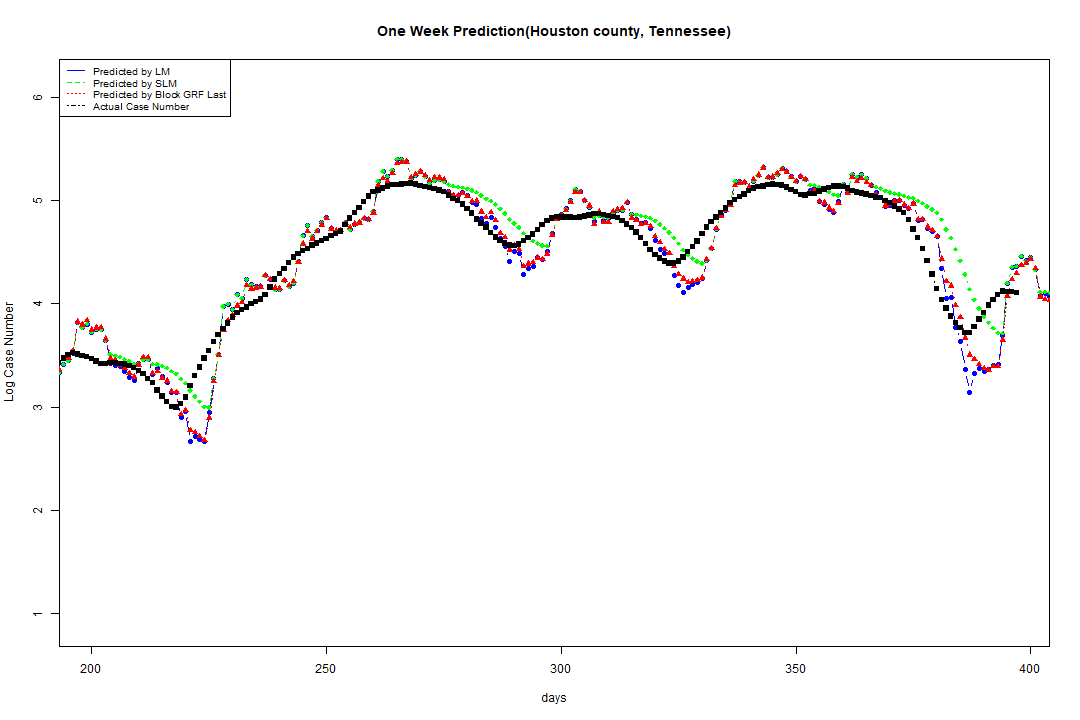 One Week Prediction(Houston county, Tennessee)
Predicted by LM
Predicted by SLM
Predicted by Block GRF Last
Actual Case Number
6
5
4
3
2
1
Log Case Number
200 250 300 350 400
days